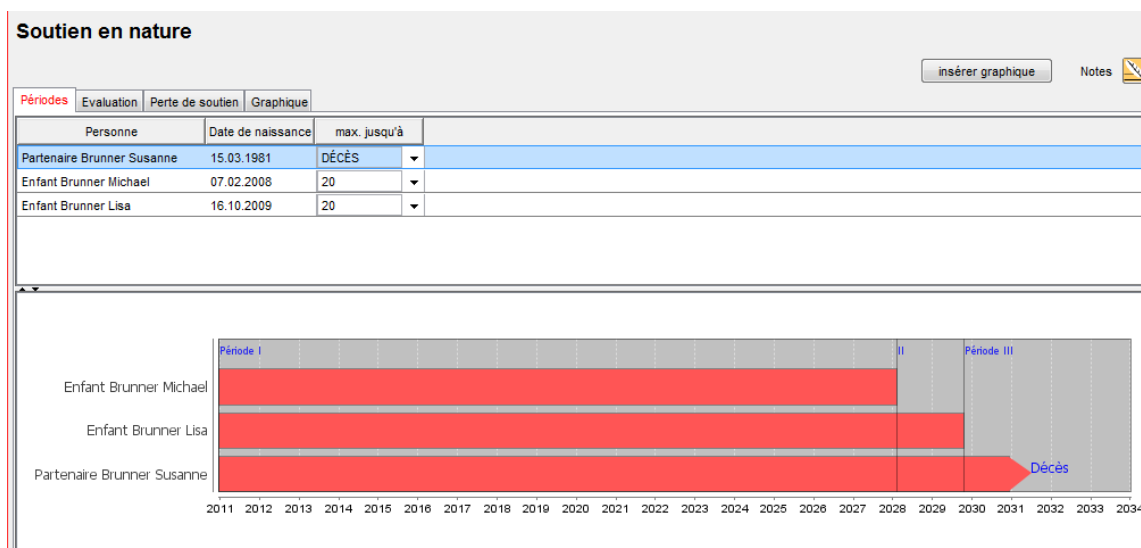 Soutien en nature
insérer graphique Notes
Périodes Evaluation Perte de soutien Graphique
Personne Date de naissance max. jusqu'à
Partenaire Brunner Susanne 15.03.1981 DÉCÈS
Enfant Brunner Michael 07.02.2008 20
Enfant Brunner Lisa 16.10.2009 20
Période I II Période III
Enfant Brunner Michael
Enfant Brunner Lisa
Partenaire Brunner Susanne Décès
2011 2012 2013 2014 2015 2016 2017 2018 2019 2020 2021 2022 2023 2024 2025 2026 2027 2028 2029 2030 2031 2032 2033 2034